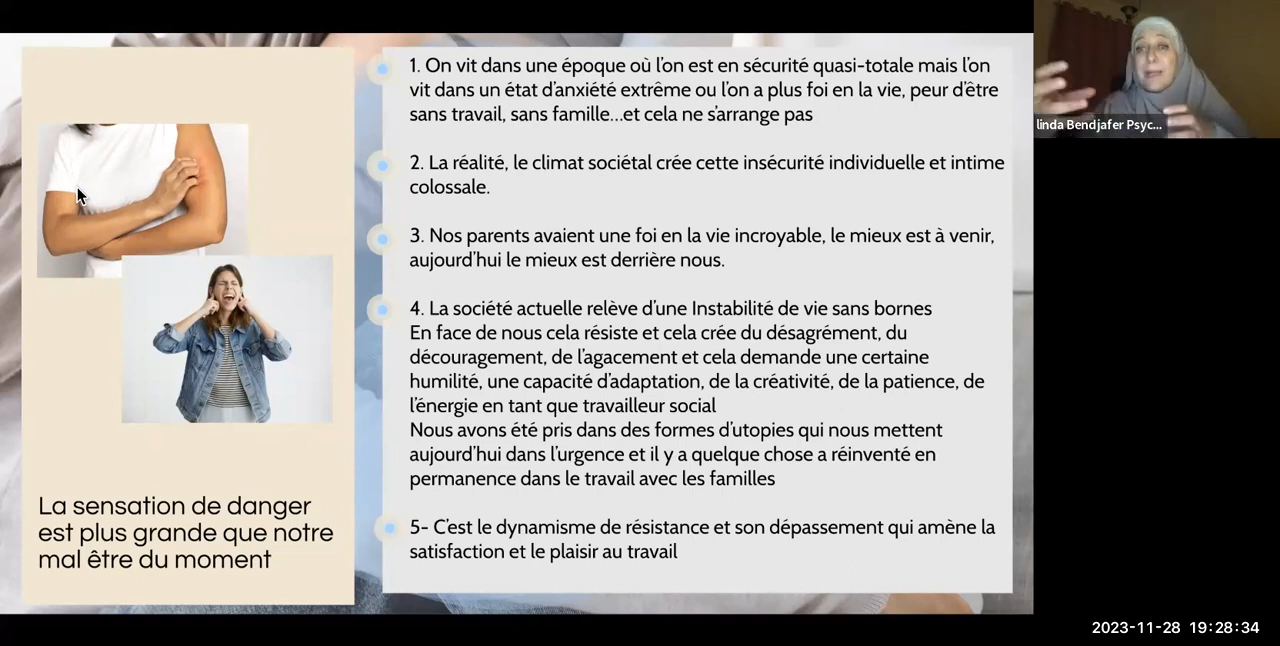 La sensation de danger
est plus grande que notre
mal être du moment
1. On vit dans une époque où l'on est en sécurité quasi-totale mais l'on
vit dans un état d'anxiété extrême ou l'on a plus foi en la vie, peur d'être
sans travail, sans famille...et cela ne s'arrange pas
2. La réalité, le climat sociétal crée cette insécurité individuelle et intime
colossale.
3. Nos parents avaient une foi en la vie incroyable, le mieux est à venir,
aujourd'hui le mieux est derrière nous.
4. La société actuelle relève d'une Instabilité de vie sans bornes
En face de nous cela résiste et cela crée du désagrément, du
découragement, de l'agacement et cela demande une certaine
humilité, une capacité d'adaptation, de la créativité, de la patience, de
l'énergie en tant que travailleur social
Nous avons été pris dans des formes d'utopies qui nous mettent
aujourd'hui dans l'urgence et il y a quelque chose a réinventé en
permanence dans le travail avec les familles
5- C'est le dynamisme de résistance et son dépassement qui amène la
satisfaction et le plaisir au travail
linda Bendjafer Psyc...
2023-11-28 19:28:34